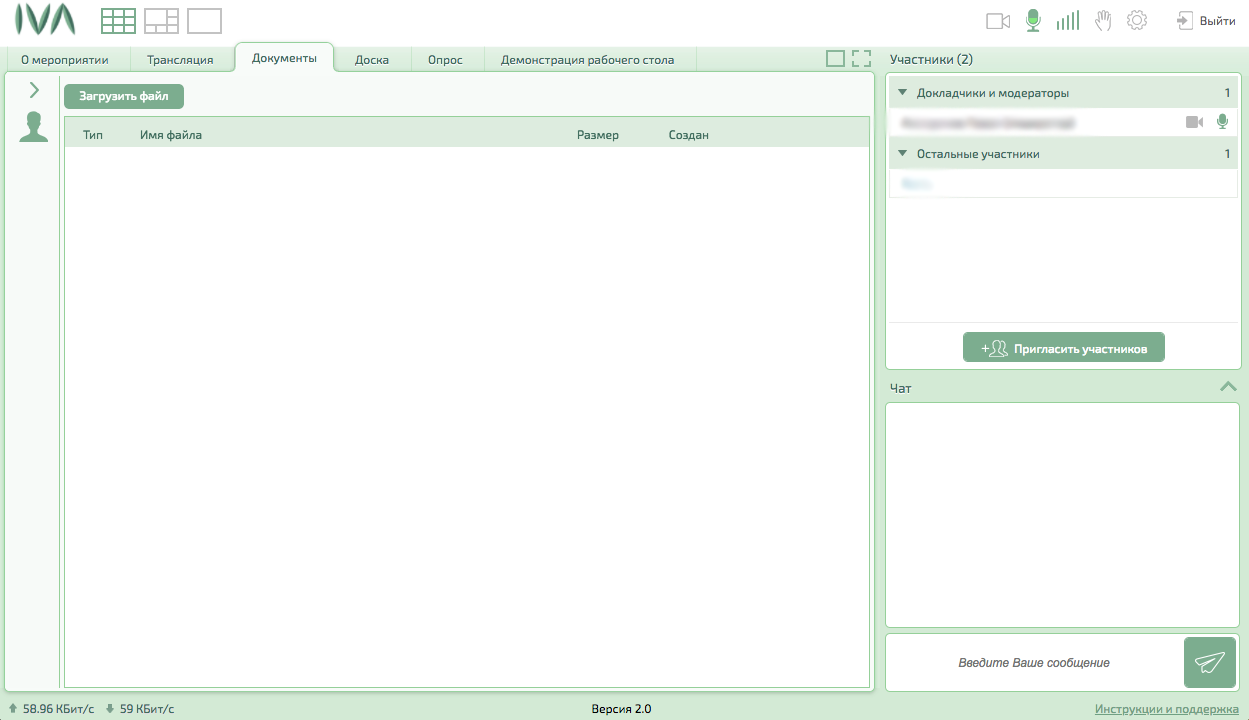 IVA
Выйти
О мероприятии Трансляция Документы Доска Опрос Демонстрация рабочего стола
Участники (2)
Загрузить файл
Тип Имя файла Размер Создан
Докладчики и модераторы 1
Остальные участники 1
Пригласить участников
Чат
Введите Ваше сообщение
58.96 КБит/с 59 КБит/с
Версия 2.0
Инструкции и поддержка